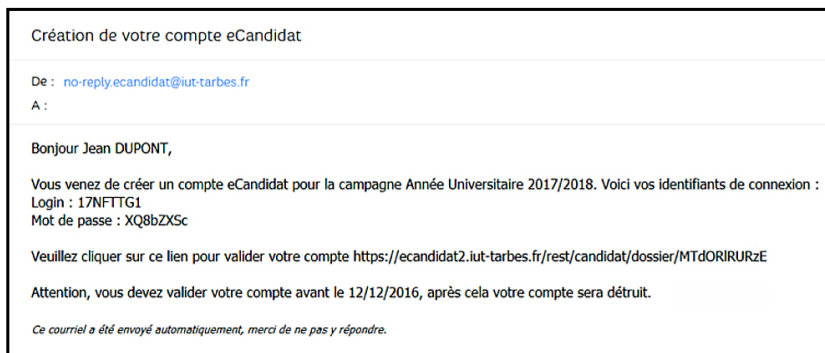 Création de votre compte eCandidat
De : no-reply.ecandidat@iut-tarbes.fr
A :
Bonjour Jean DUPONT,
Vous venez de créer un compte eCandidat pour la campagne Année Universitaire 2017/2018. Voici vos identifiants de connexion :
Login : 17NFTTG1
Mot de passe : XQ8bZXSc
Veuillez cliquer sur ce lien pour valider votre compte https://ecandidat2.iut-tarbes.fr/rest/candidat/dossier/MTdORlRURzE
Attention, vous devez valider votre compte avant le 12/12/2016, après cela votre compte sera détruit.
Ce courriel a été envoyé automatiquement, merci de ne pas y répondre.